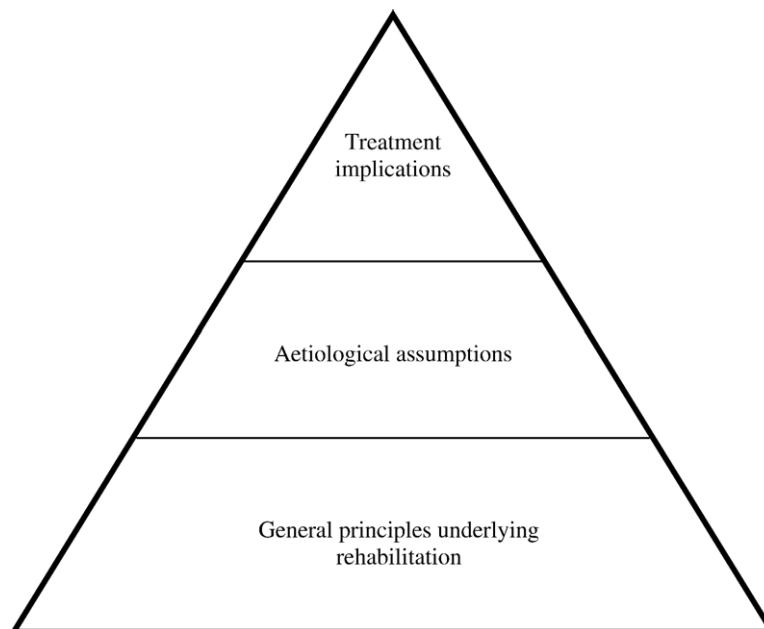 Treatment
implications
Aetiological assumptions
General principles underlying
rehabilitation